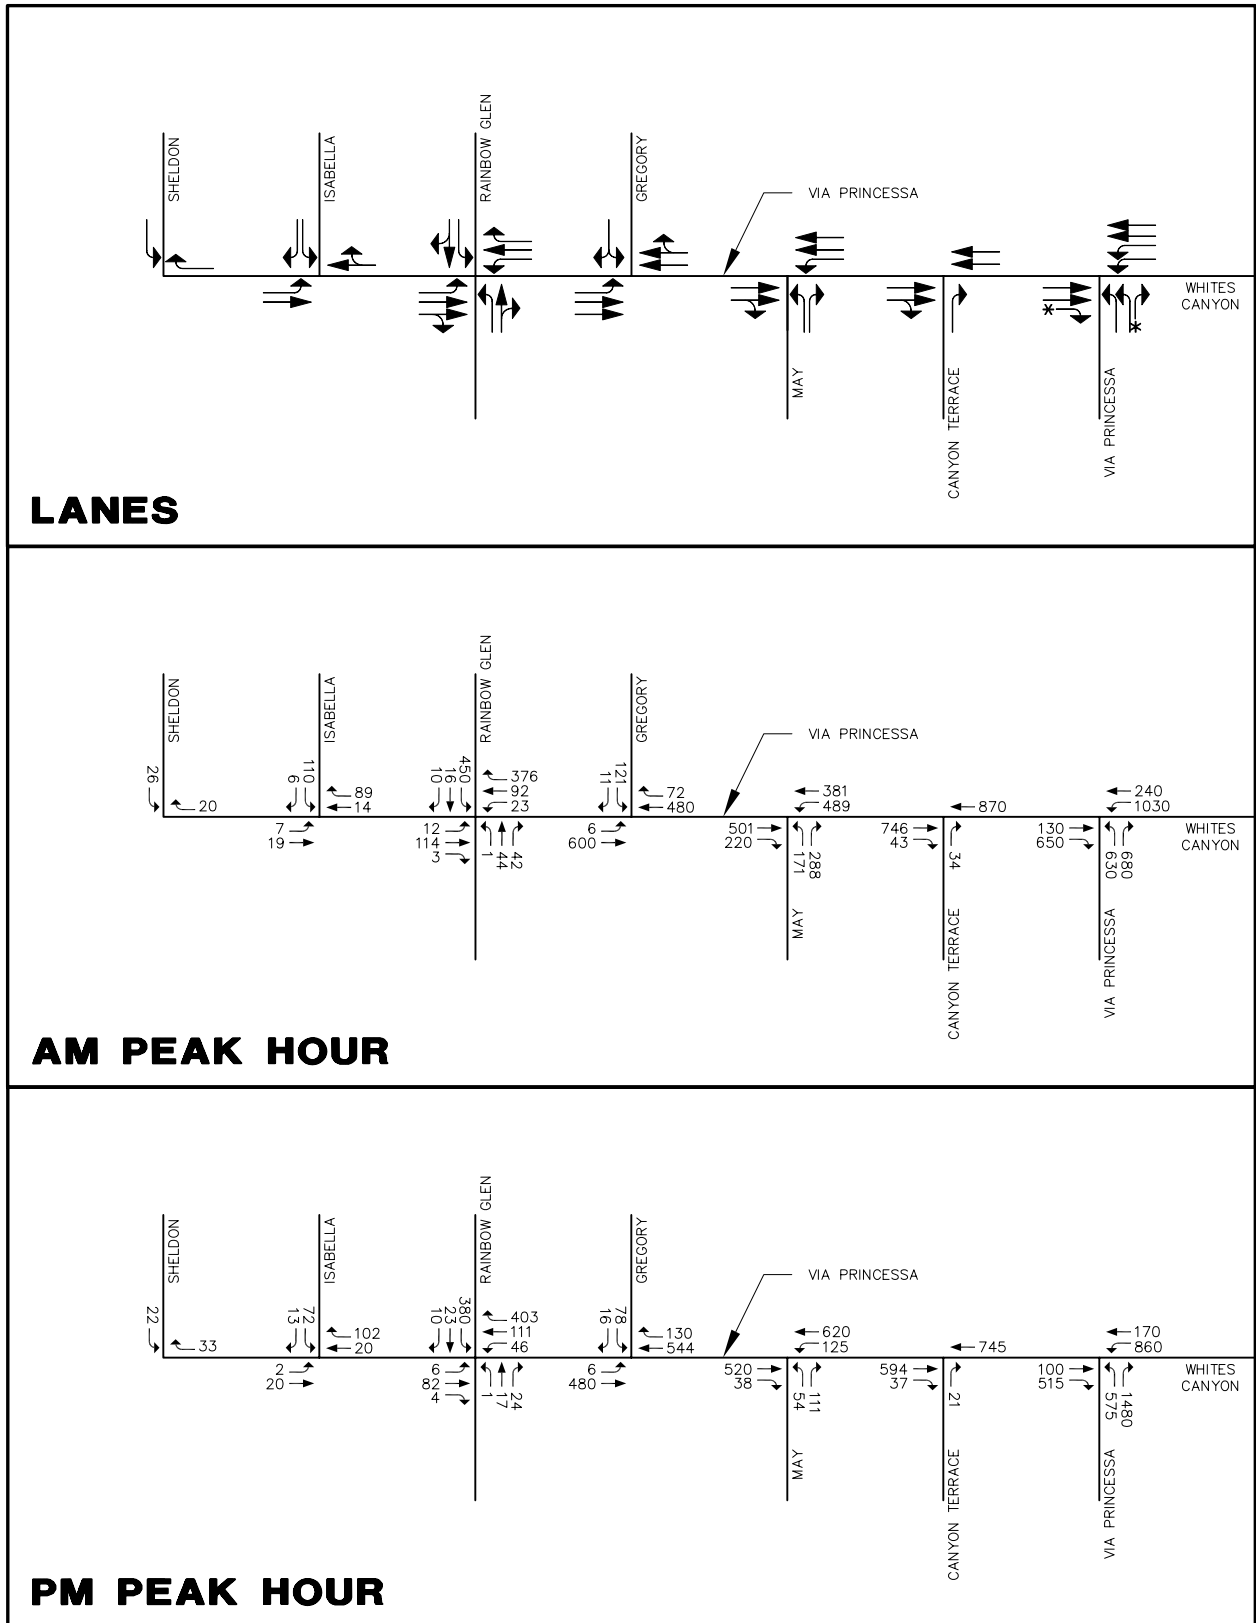 SHELDON
ISABELLA
RAINBOW GLEN
GREGORY
VIA PRINCESSA
WHITES
CANYON
*
*
MAY
CANYON TERRACE
VIA PRINCESSA
LANES
SHELDON
ISABELLA
RAINBOW GLEN
GREGORY
VIA PRINCESSA
26
20
6
110
89
14
7
19
10
16
450
376
92
23
12
114
3
1
44
42
11
121
72
480
6
600
381
489
501
220
171
288
870
746
43
34
240
1030
130
650
630
680
WHITES
CANYON
MAY
CANYON TERRACE
VIA PRINCESSA
AM PEAK HOUR
SHELDON
ISABELLA
RAINBOW GLEN
GREGORY
VIA PRINCESSA
22
33
13
72
102
20
2
20
10
23
380
403
111
46
6
82
4
1
17
24
16
78
130
544
6
480
620
125
520
38
54
111
745
594
37
21
170
860
100
515
575
1480
WHITES
CANYON
MAY
CANYON TERRACE
VIA PRINCESSA
PM PEAK HOUR